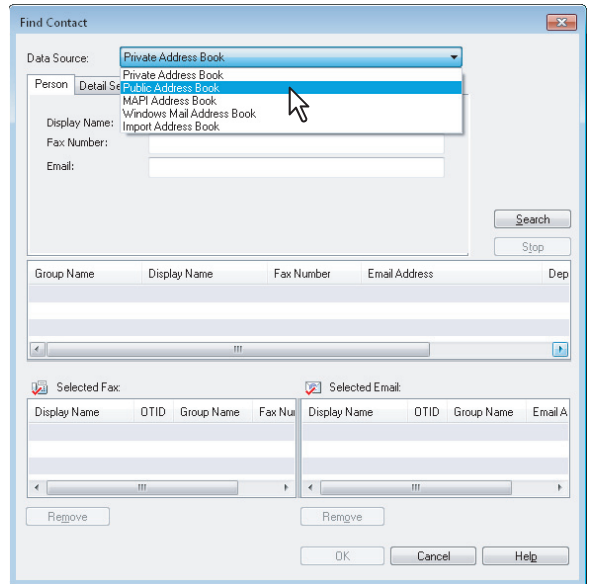 Find Contact
Data Source: Private Address Book
Private Address Book
Person Detail Se Public Address Book
MAPI Address Book
Windows Mail Address Book
Display Name: Import Address Book
Fax Number:
Email:
Search
Stop
Group Name Display Name Fax Number Email Address Dep
Selected Fax: Selected Email:
Display Name OTID Group Name Fax Nu Display Name OTID Group Name Email A
Remove Remove
OK Cancel Help